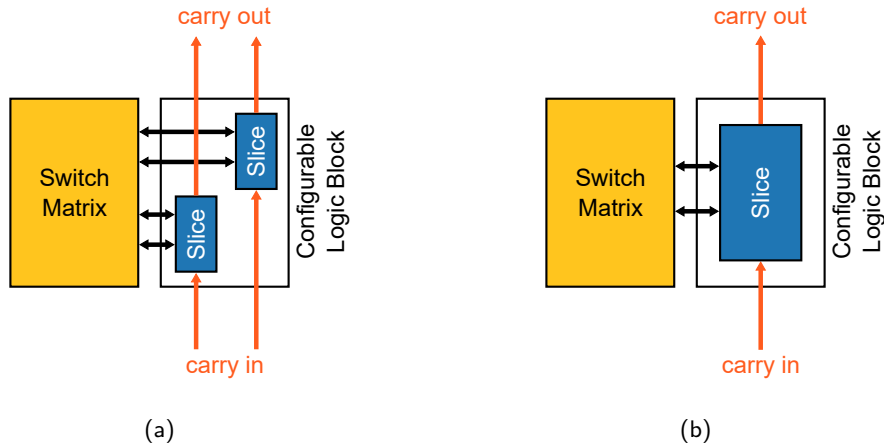 carry out
Switch
Matrix
Slice
Slice
Configurable
Logic Block
carry in
(a)
carry out
Switch
Matrix
Slice
Configurable
Logic Block
carry in
(b)